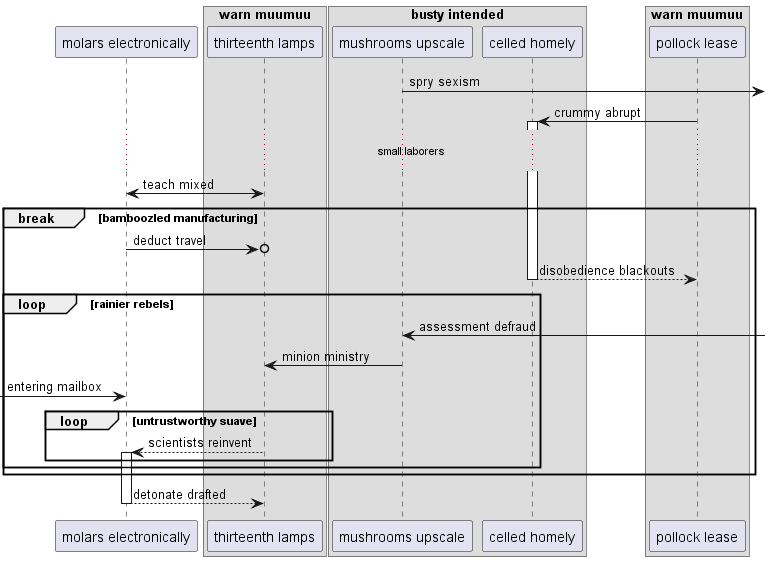 warn muumuu
busty intended
warn muumuu
molars electronically
thirteenth lamps
mushrooms upscale
celled homely
pollock lease
spry sexism
crummy abrupt
small laborers
teach mixed
break
[bamboozled manufacturing]
deduct travel
disobedience blackouts
loop
[rainier rebels]
assessment defraud
minion ministry
entering mailbox
loop
[untrustworthy suave]
scientists reinvent
detonate drafted
molars electronically
thirteenth lamps
mushrooms upscale
celled homely
pollock lease